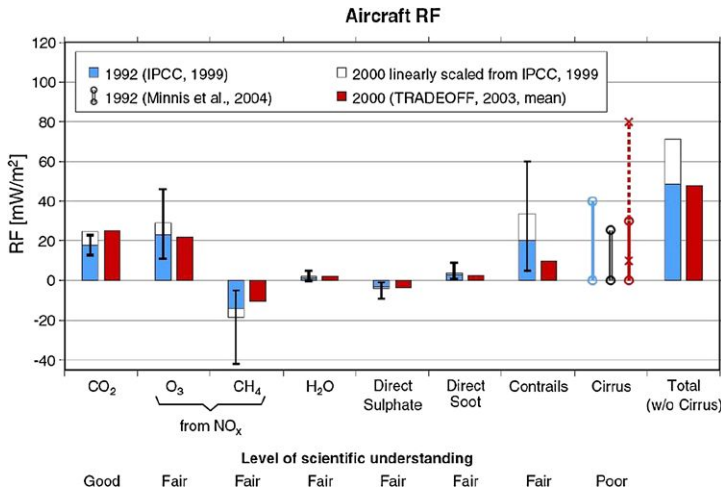 Aircraft RF
120
100
80
60
40
20
0
-20
-40
RF [mW/m²]
1992 (IPCC, 1999)
2000 linearly scaled from IPCC, 1999
1992 (Minnis et al., 2004)
2000 (TRADEOFF, 2003, mean)
CO₂ O₃ CH₄ H₂O Direct Sulphate Direct Soot Contrails Cirrus Total (w/o Cirrus)
from NOₓ
Level of scientific understanding
Good Fair Fair Fair Fair Fair Fair Poor